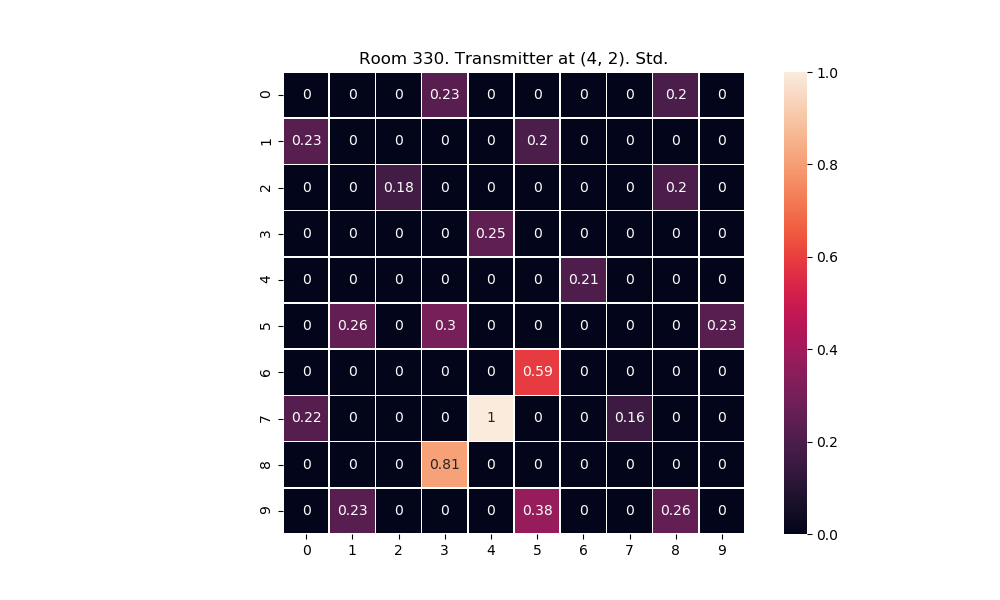 Room 330. Transmitter at (4, 2). Std.
0 0 0 0 0.23 0 0 0 0 0.2 0
1 0.23 0 0 0 0 0.2 0 0 0 0
2 0 0 0.18 0 0 0 0 0 0.2 0
3 0 0 0 0 0.25 0 0 0 0 0
4 0 0 0 0 0 0 0.21 0 0 0
5 0 0.26 0 0.3 0 0 0 0 0 0.23
6 0 0 0 0 0 0.59 0 0 0 0
7 0.22 0 0 0 1 0 0 0.16 0 0
8 0 0 0 0.81 0 0 0 0 0 0
9 0 0.23 0 0 0 0.38 0 0 0.26 0
0 1 2 3 4 5 6 7 8 9
1.0
0.8
0.6
0.4
0.2
0.0